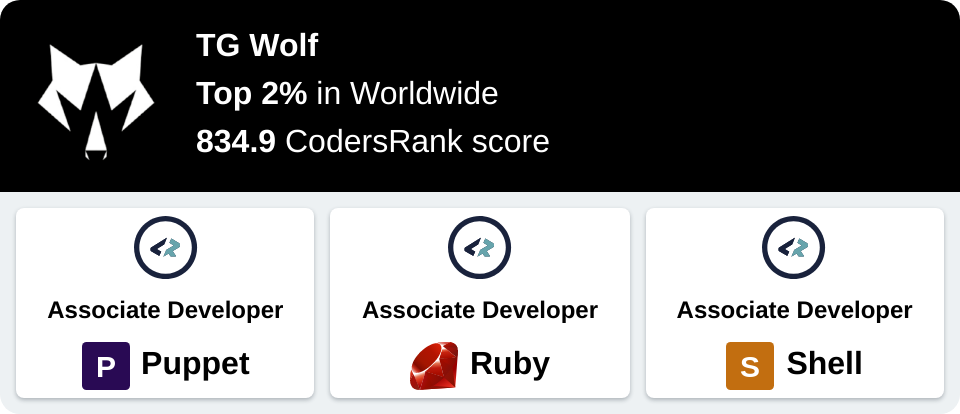 TG Wolf
Top 2% in Worldwide
834.9 CodersRank score
Associate Developer
P Puppet
Associate Developer
Ruby
Associate Developer
S Shell